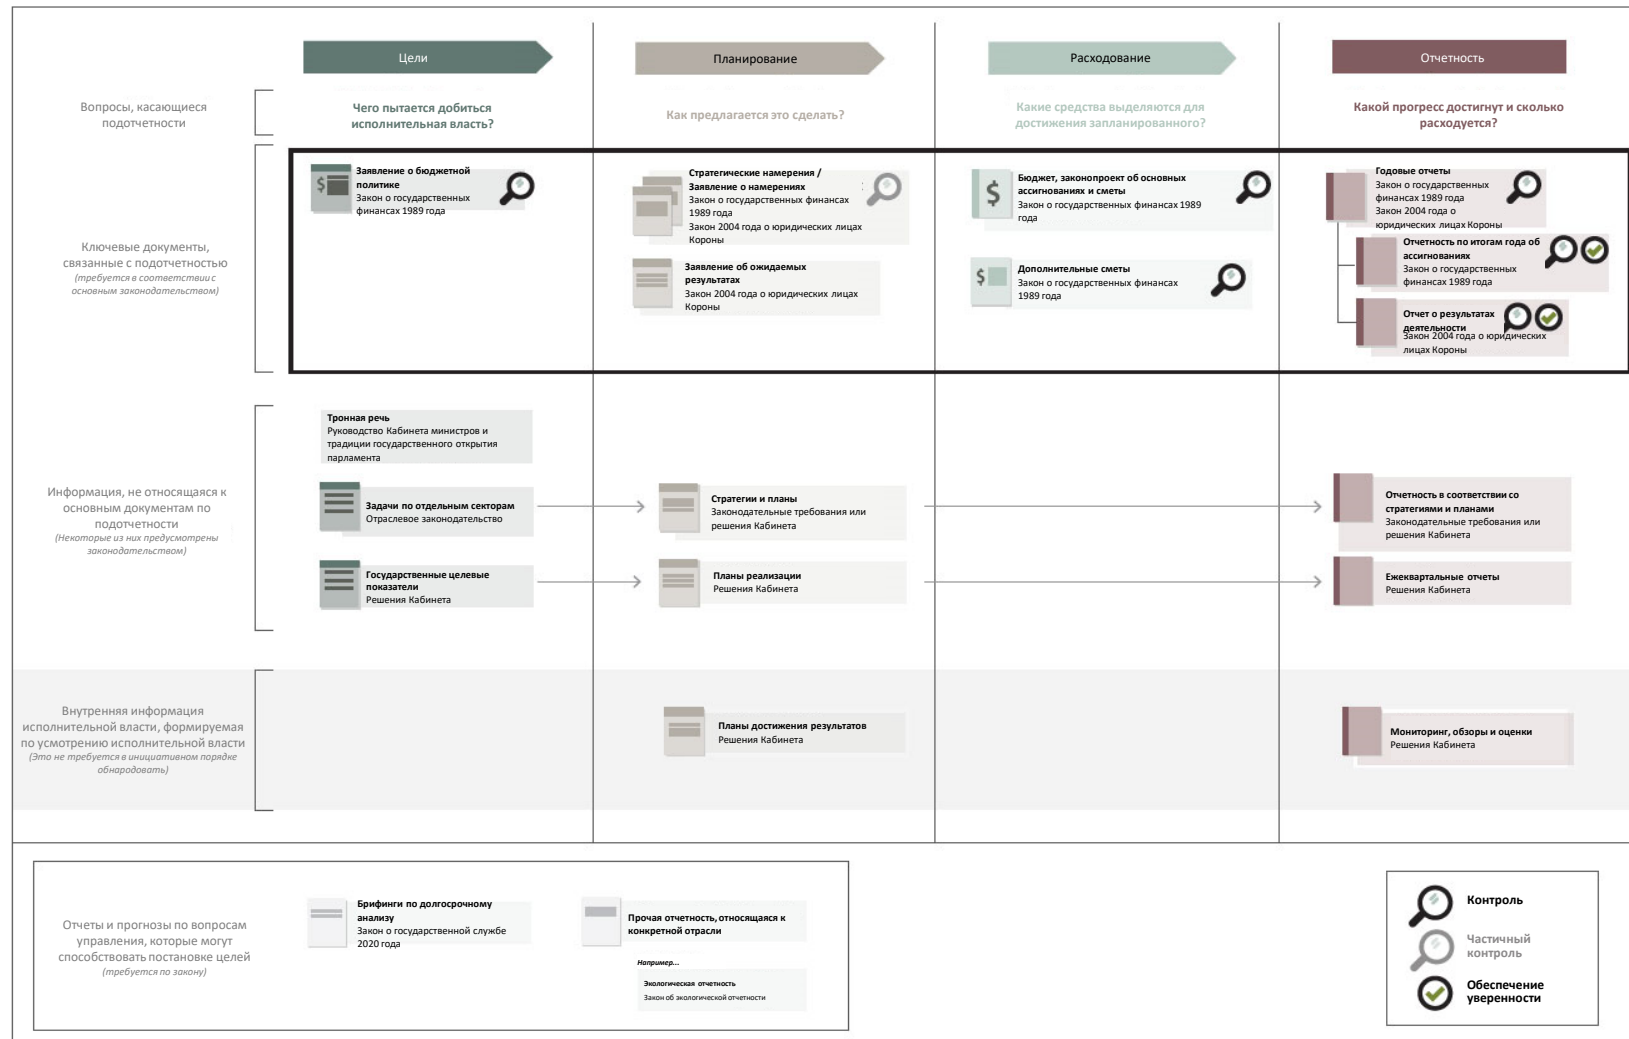 Цели
Планирование
Расходование
Отчетность
Вопросы, касающиеся
подотчетности
Чего пытается добиться
исполнительная власть?
Как предлагается это сделать?
Какие средства выделяются для
достижения запланированного?
Какой прогресс достигнут и сколько
расходуется?
Ключевые документы,
связанные с подотчетностью
(требуется в соответствии с
основным законодательством)
$
Заявление о бюджетной
политике
Закон о государственных
финансах 1989 года
Стратегические намерения /
Заявление о намерениях
Закон о государственных финансах
1989 года
Закон 2004 года о юридических лицах
Короны
Заявление об ожидаемых
результатах
Закон 2004 года о юридических лицах
Короны
$
Бюджет, законопроект об основных
ассигнованиях и сметы
Закон о государственных финансах 1989
года
$
Дополнительные сметы
Закон о государственных финансах
1989 года
Годовые отчеты
Закон о государственных
финансах 1989 года
Закон 2004 года о
юридических лицах Короны
Отчетность по итогам года об
ассигнованиях
Закон о государственных
финансах 1989 года
Отчет о результатах
деятельности
Закон 2004 года о юридических
лицах Короны
Информация, не относящаяся к
основным документам по
подотчетности
(Некоторые из них предусмотрены
законодательством)
Тронная речь
Руководство Кабинета министров и
традиции государственного открытия
парламента
Задачи по отдельным секторам
Отраслевое законодательство
Стратегии и планы
Законодательные требования или
решения Кабинета
Отчетность в соответствии со
стратегиями и планами
Законодательные требования или
решения Кабинета
Государственные целевые
показатели
Решения Кабинета
Планы реализации
Решения Кабинета
Ежеквартальные отчеты
Решения Кабинета
Внутренняя информация
исполнительной власти, формируемая
по усмотрению исполнительной власти
(Это не требуется в инициативном порядке
обнародовать)
Планы достижения результатов
Решения Кабинета
Мониторинг, обзоры и оценки
Решения Кабинета
Отчеты и прогнозы по вопросам
управления, которые могут
способствовать постановке целей
(требуется по закону)
Брифинги по долгосрочному
анализу
Закон о государственной службе
2020 года
Прочая отчетность, относящаяся к
конкретной отрасли
Например...
Экологическая отчетность
Закон об экологической отчетности
Контроль
Частичный
контроль
Обеспечение
уверенности